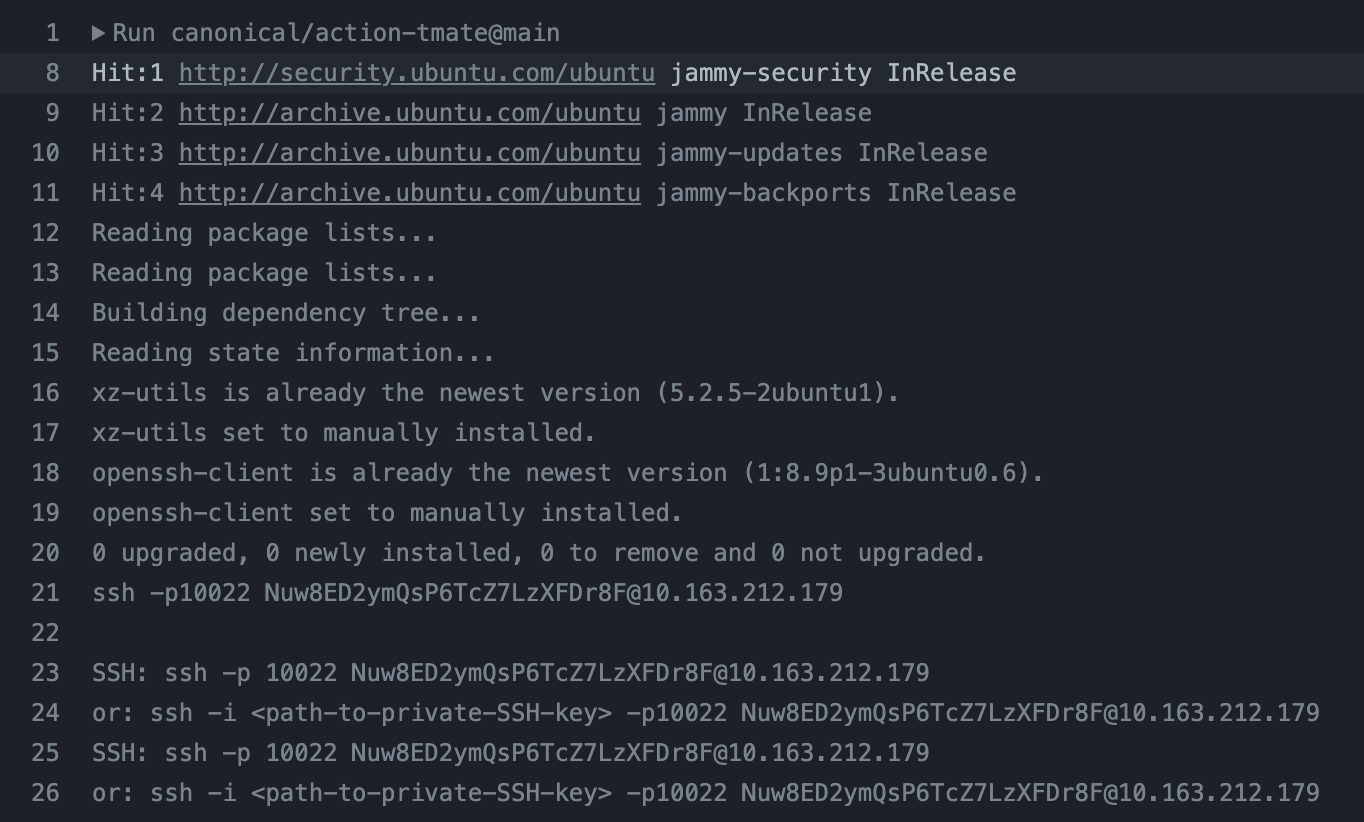 1 ▶ Run canonical/action-tmate@main
8 Hit:1 http://security.ubuntu.com/ubuntu jammy-security InRelease
9 Hit:2 http://archive.ubuntu.com/ubuntu jammy InRelease
10 Hit:3 http://archive.ubuntu.com/ubuntu jammy-updates InRelease
11 Hit:4 http://archive.ubuntu.com/ubuntu jammy-backports InRelease
12 Reading package lists...
13 Reading package lists...
14 Building dependency tree...
15 Reading state information...
16 xz-utils is already the newest version (5.2.5-2ubuntu1).
17 xz-utils set to manually installed.
18 openssh-client is already the newest version (1:8.9p1-3ubuntu0.6).
19 openssh-client set to manually installed.
20 0 upgraded, 0 newly installed, 0 to remove and 0 not upgraded.
21 ssh -p10022 Nuw8ED2ymQsP6TcZ7LzXFDr8F@10.163.212.179
22
23 SSH: ssh -p 10022 Nuw8ED2ymQsP6TcZ7LzXFDr8F@10.163.212.179
24 or: ssh -i <path-to-private-SSH-key> -p10022 Nuw8ED2ymQsP6TcZ7LzXFDr8F@10.163.212.179
25 SSH: ssh -p 10022 Nuw8ED2ymQsP6TcZ7LzXFDr8F@10.163.212.179
26 or: ssh -i <path-to-private-SSH-key> -p10022 Nuw8ED2ymQsP6TcZ7LzXFDr8F@10.163.212.179